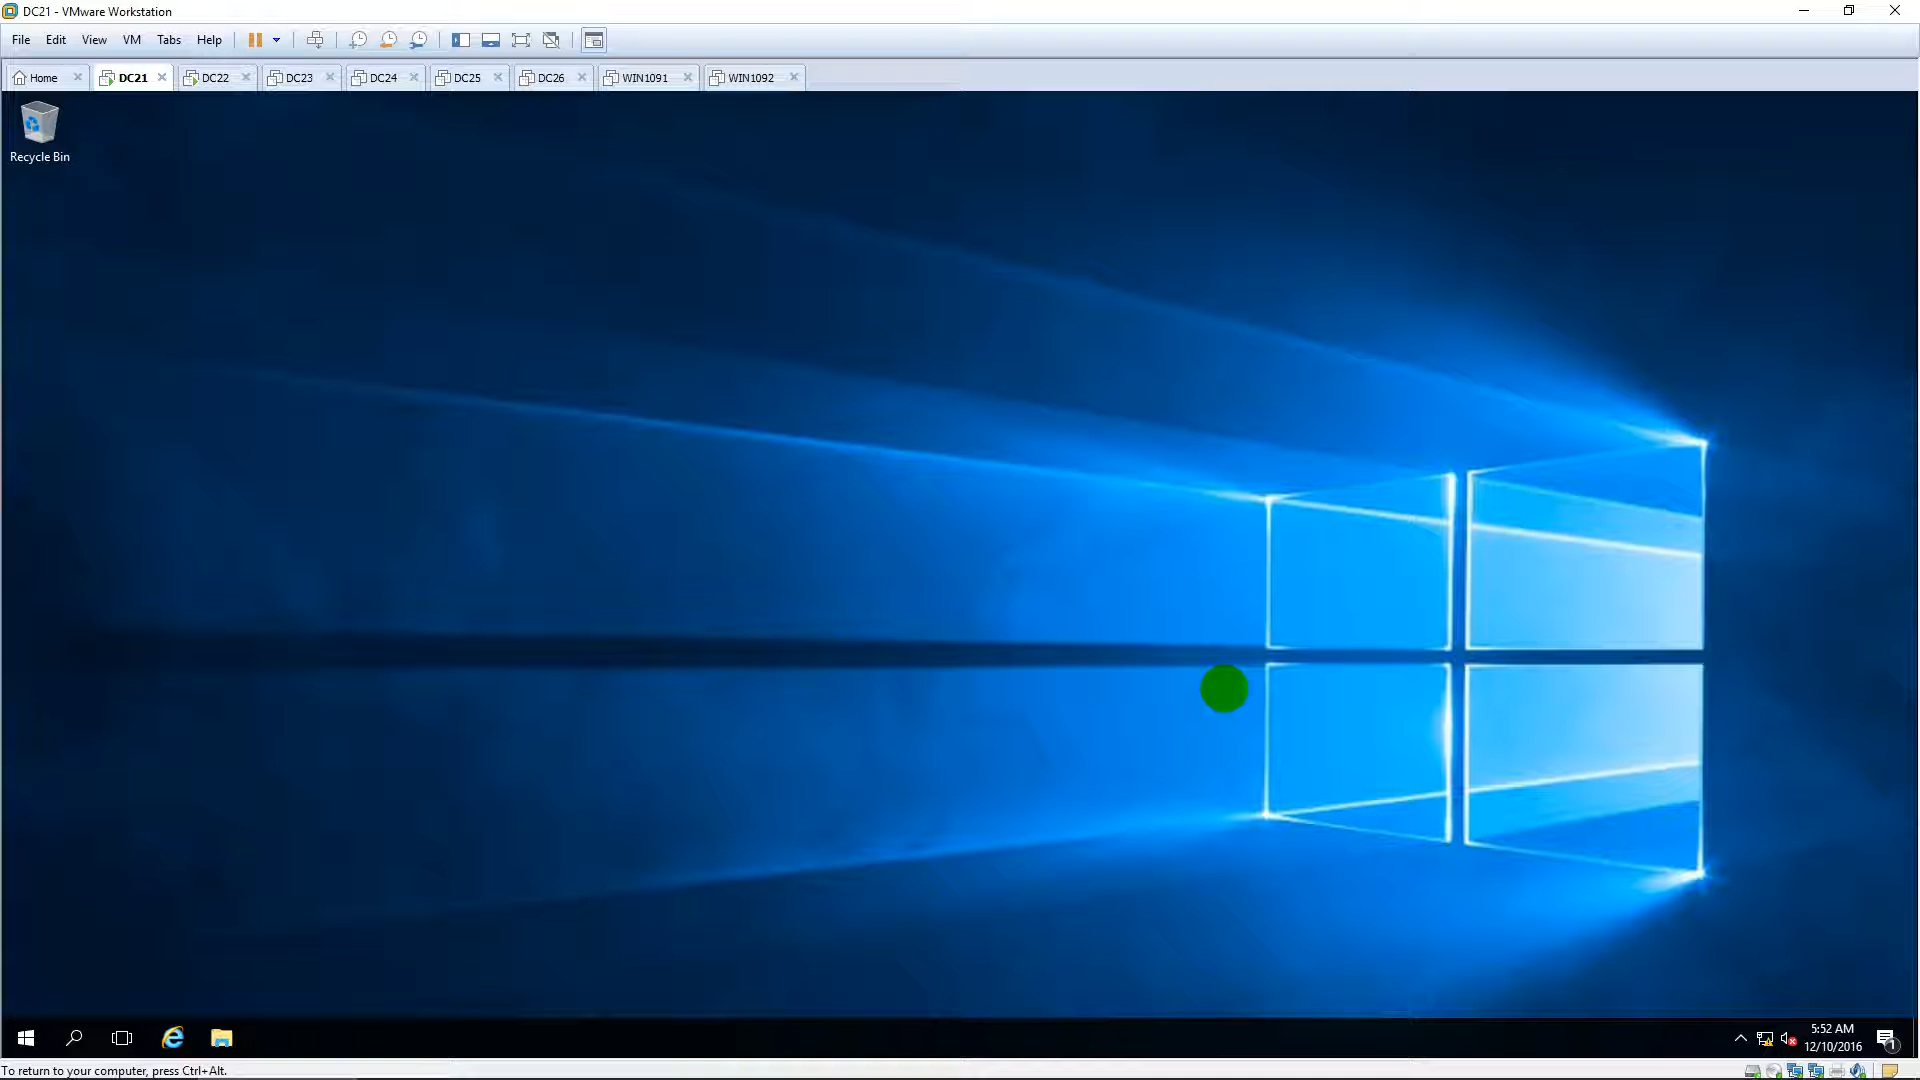 DC21 - VMware Workstation
File Edit View VM Tabs Help
Home DC21 DC22 DC23 DC24 DC25 DC26 WIN1091 WIN1092
Recycle Bin
5:52 AM
12/10/2016
1
To return to your computer, press Ctrl+Alt.